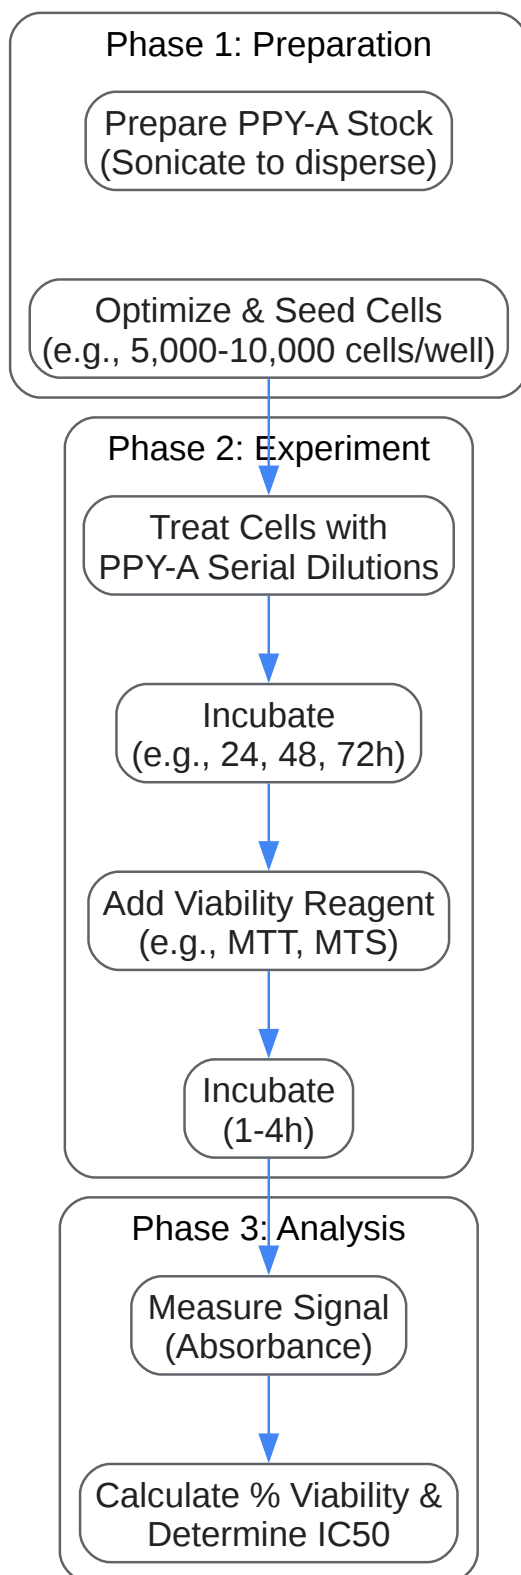 Phase 1: Preparation
Prepare PPY-A Stock
(Sonicate to disperse)
Optimize & Seed Cells
(e.g., 5,000-10,000 cells/well)
Phase 2: Experiment
Treat Cells with
PPY-A Serial Dilutions
Incubate
(e.g., 24, 48, 72h)
Add Viability Reagent
(e.g., MTT, MTS)
Incubate
(1-4h)
Phase 3: Analysis
Measure Signal
(Absorbance)
Calculate % Viability &
Determine IC50